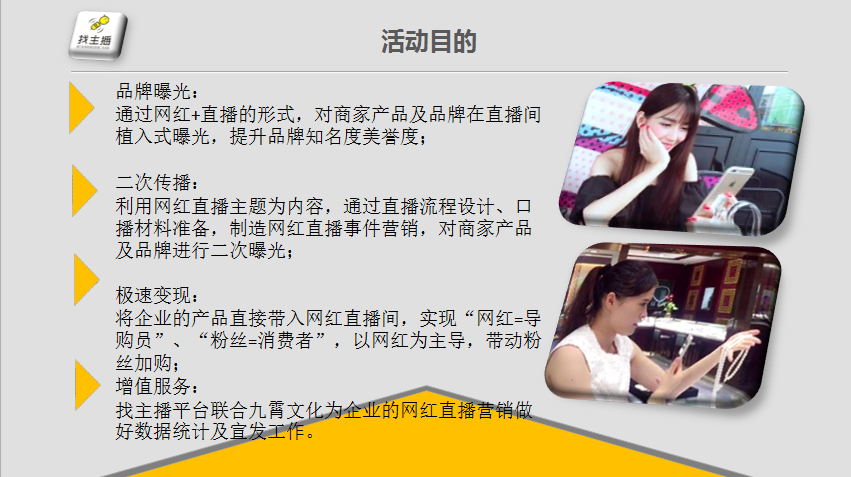 找主播
活动目的
品牌曝光：
通过网红+直播的形式，对商家产品及品牌在直播间
植入式曝光，提升品牌知名度美誉度；
二次传播：
利用网红直播主题为内容，通过直播流程设计、口
播材料准备，制造网红直播事件营销，对商家产品
及品牌进行二次曝光；
极速变现：
将企业的产品直接带入网红直播间，实现“网红=导
购员”、“粉丝=消费者”，以网红为主导，带动粉
丝加购；
增值服务：
找主播平台联合九霄文化为企业的网红直播营销做
好数据统计及宣发工作。